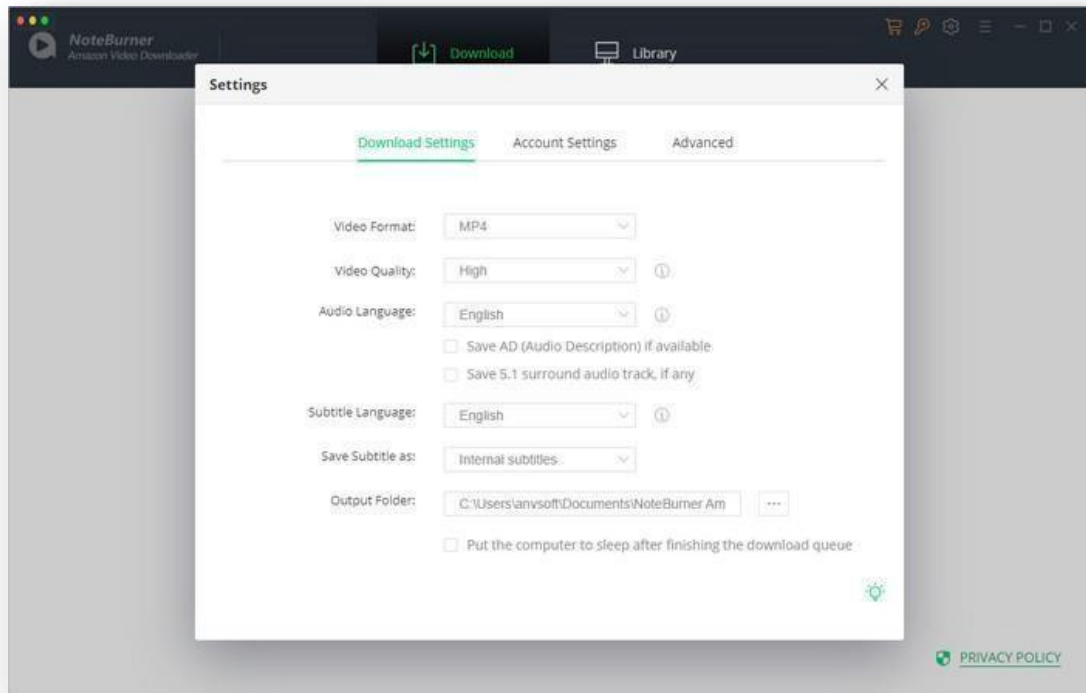 NoteBurner
Amazon Video Downloader
Download
Library
Settings
Download Settings
Account Settings
Advanced
Video Format:
MP4
Video Quality:
High
Audio Language:
English
Save AD (Audio Description) if available
Save 5.1 surround audio track, if any
Subtitle Language:
English
Save Subtitle as:
Internal subtitles
Output Folder:
C:\Users\anvsoft\Documents\NoteBurner Am
...
Put the computer to sleep after finishing the download queue
PRIVACY POLICY